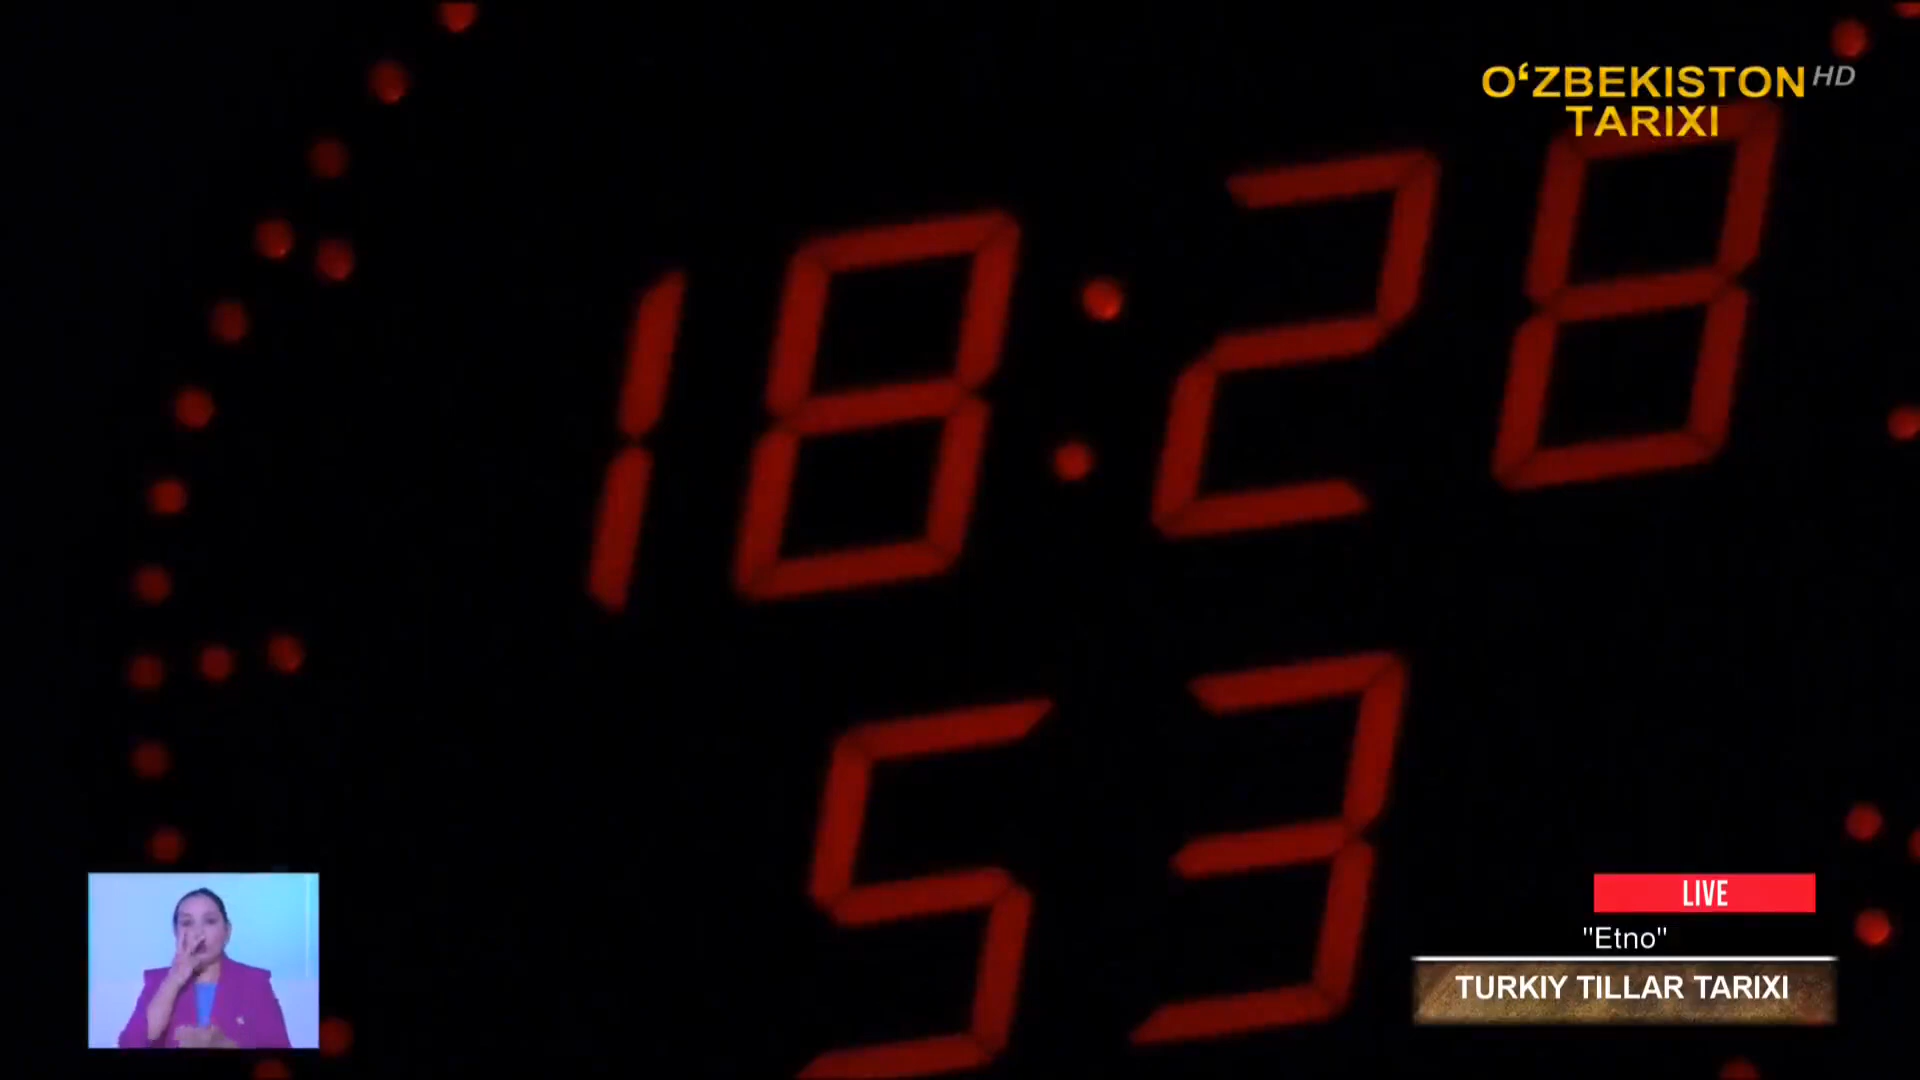 O‘ZBEKISTON HD
TARIXI
18:28
53
LIVE
"Etno"
TURKIY TILLAR TARIXI